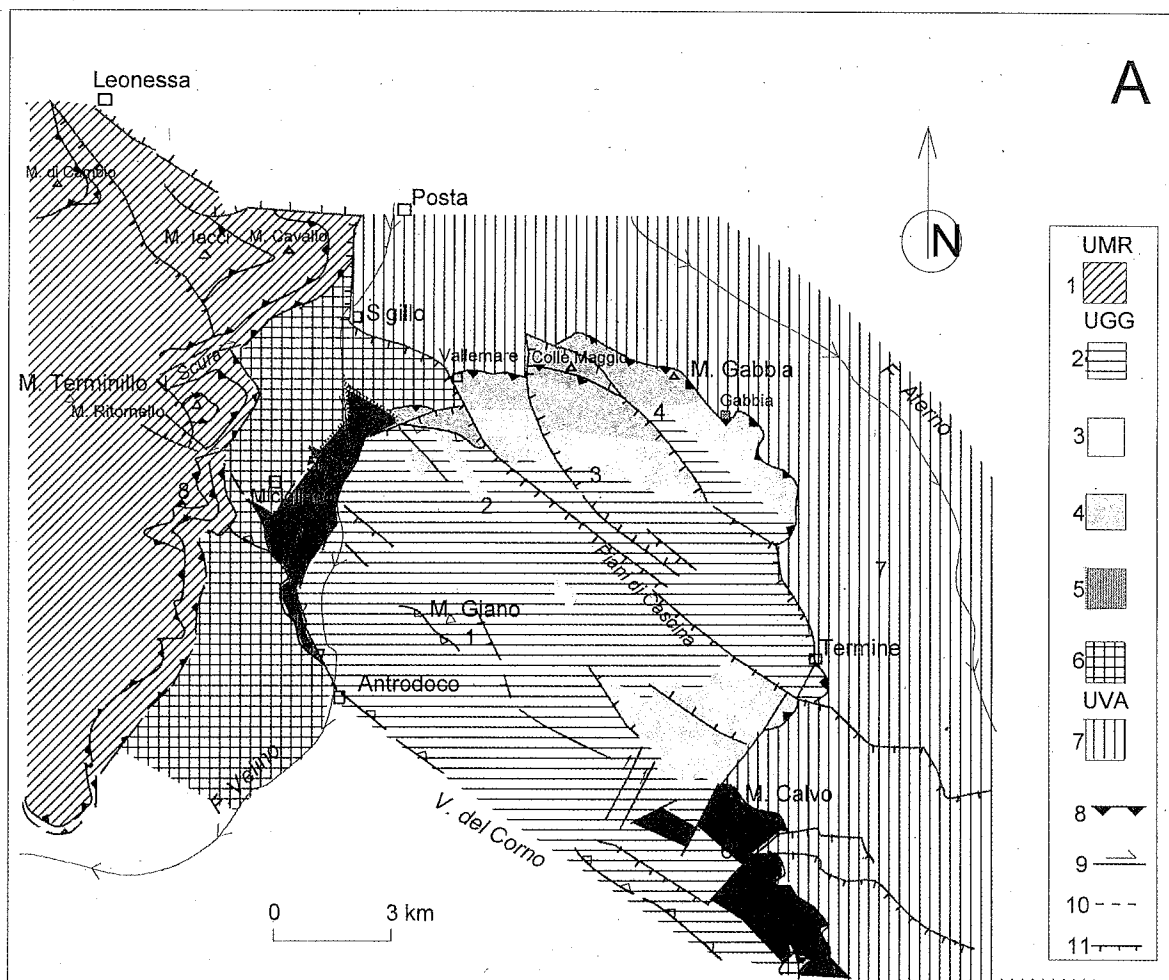 A
Leonessa
M. di Cambio
Posta
M. Iacci
M. Cavallo
N
UMR
1
UGG
2
3
4
5
6
UVA
7
8
9
10
11
Sigillo
Vallemare
Colle Maggio
M. Gabbia
Gabbia
F. Aterno
Scura
M. Terminillo
M. Ritornello
4
3
2
8
7
Piani di Cascina
M. Giano
1
Termine
Antrodoco
F. Velino
M. Calvo
V. del Corno
0 3 km